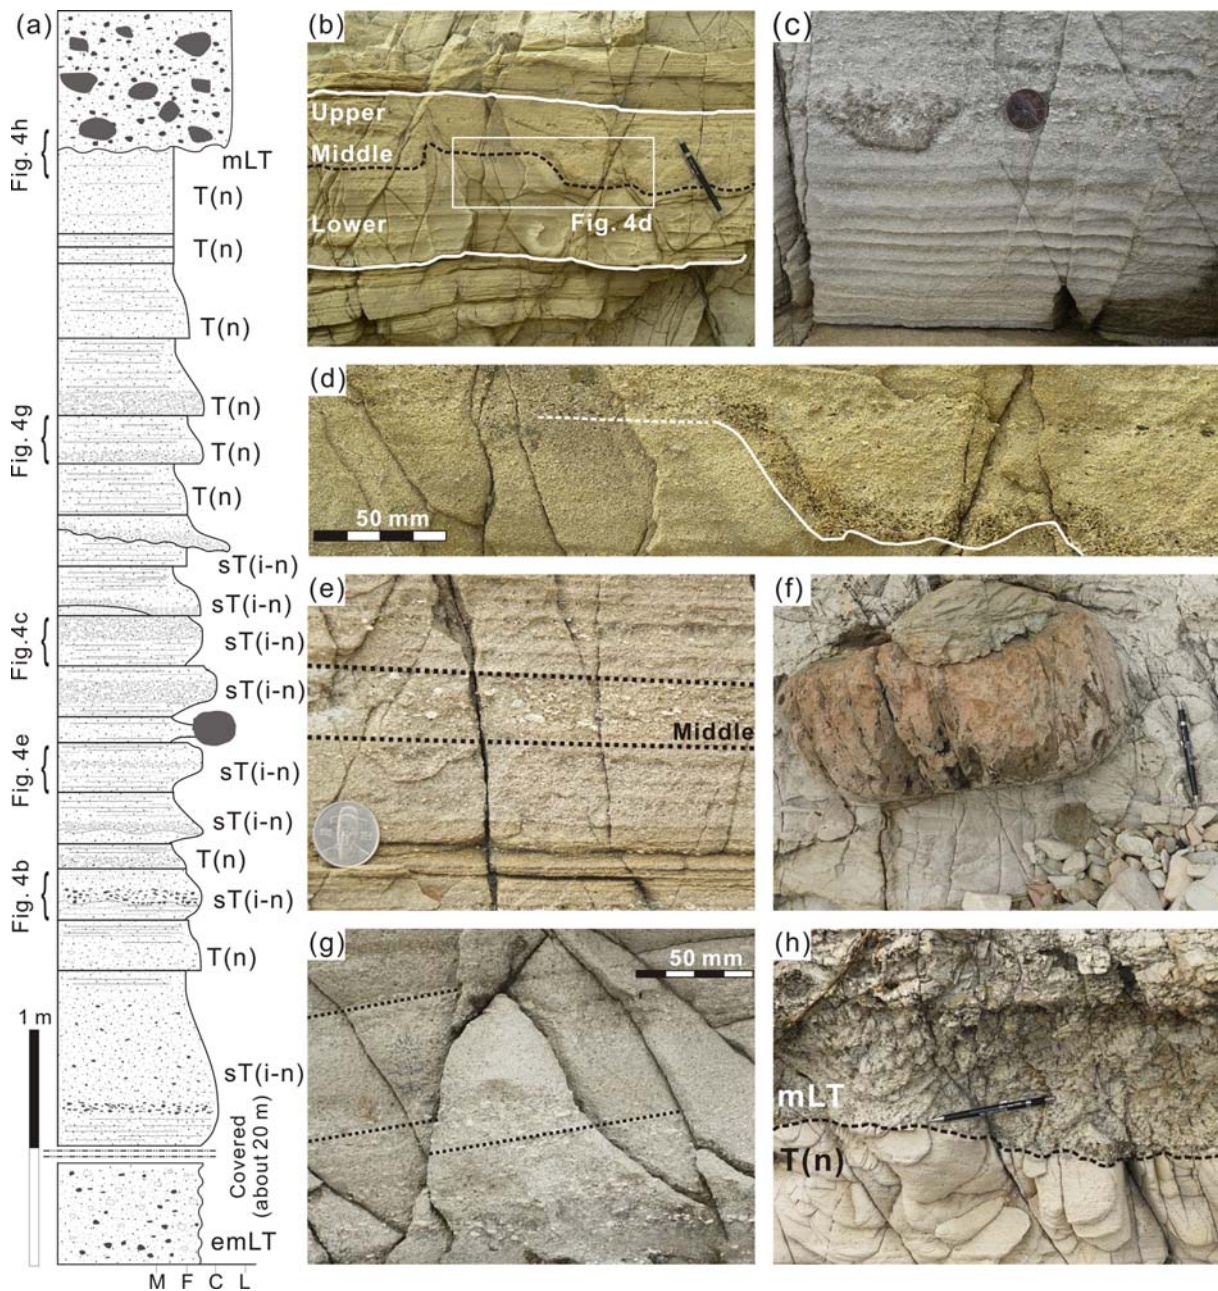 (a)
mLT
Fig. 4h
T(n)
T(n)
T(n)
T(n)
Fig. 4g
T(n)
T(n)
sT(i-n)
sT(i-n)
Fig.4c
sT(i-n)
sT(i-n)
Fig. 4e
sT(i-n)
sT(i-n)
T(n)
Fig. 4b
sT(i-n)
T(n)
1 m
sT(i-n)
Covered
(about 20 m)
emLT
M F C L
(b)
Upper
Middle
Lower
Fig. 4d
(c)
(d)
50 mm
(e)
Middle
(f)
(g)
50 mm
(h)
mLT
T(n)